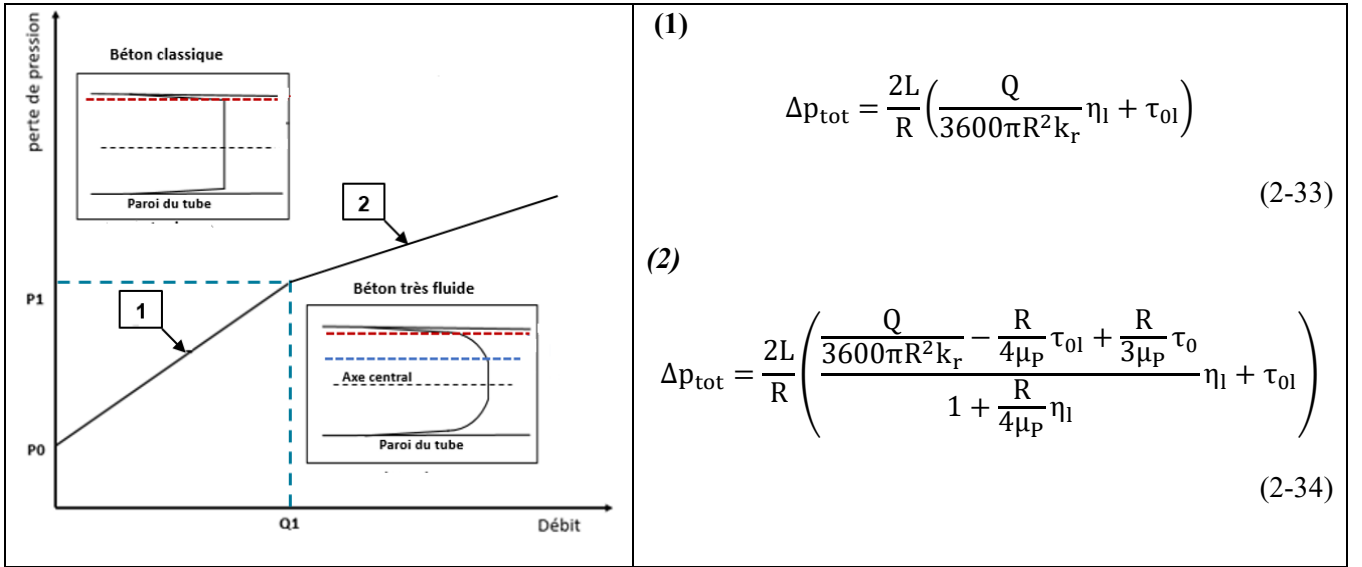 perte de pression
Béton classique
Paroi du tube
2
P1
1
Béton très fluide
Axe central
Paroi du tube
P0
Q1
Débit
(1)
Δp_tot = 2L/R (Q/(3600πR²k_r) η_l + τ_0l)
(2-33)
(2)
Δp_tot = 2L/R ((Q/(3600πR²k_r) − R/(4μ_P) τ_0l + R/(3μ_P) τ_0)/(1 + R/(4μ_P) η_l) η_l + τ_0l)
(2-34)